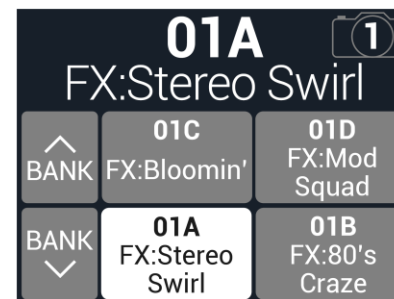 01A
1
FX:Stereo Swirl
BANK
01C
FX:Bloomin'
01D
FX:Mod
Squad
BANK
01A
FX:Stereo
Swirl
01B
FX:80's
Craze